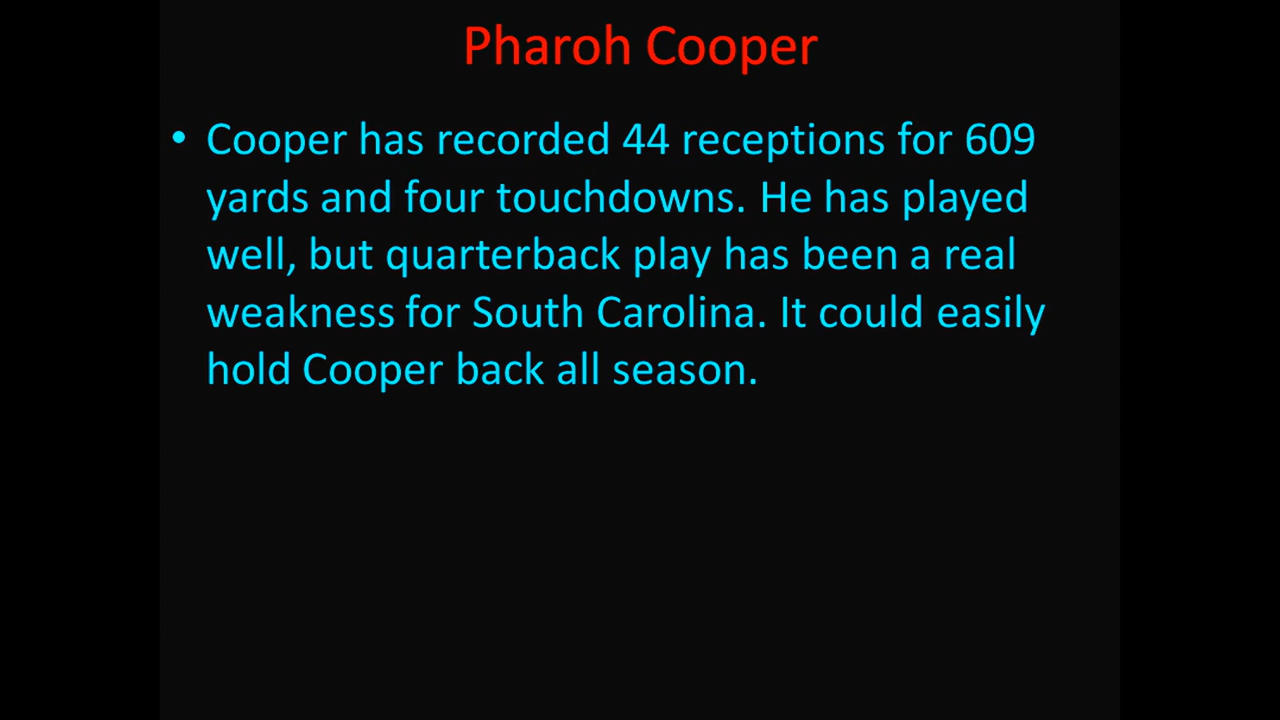 Pharoh Cooper
• Cooper has recorded 44 receptions for 609
yards and four touchdowns. He has played
well, but quarterback play has been a real
weakness for South Carolina. It could easily
hold Cooper back all season.